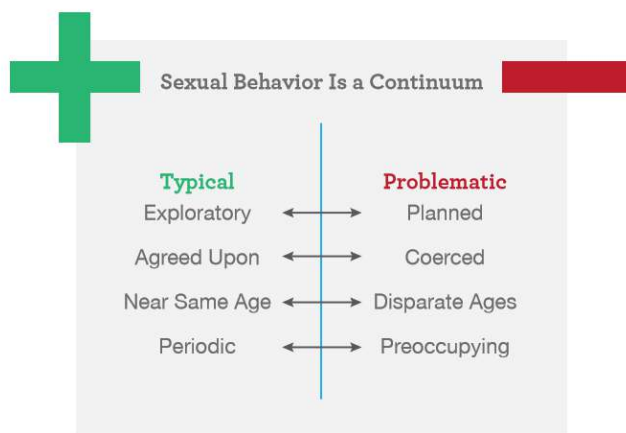 Sexual Behavior Is a Continuum
Typical Problematic
Exploratory Planned
Agreed Upon Coerced
Near Same Age Disparate Ages
Periodic Preoccupying